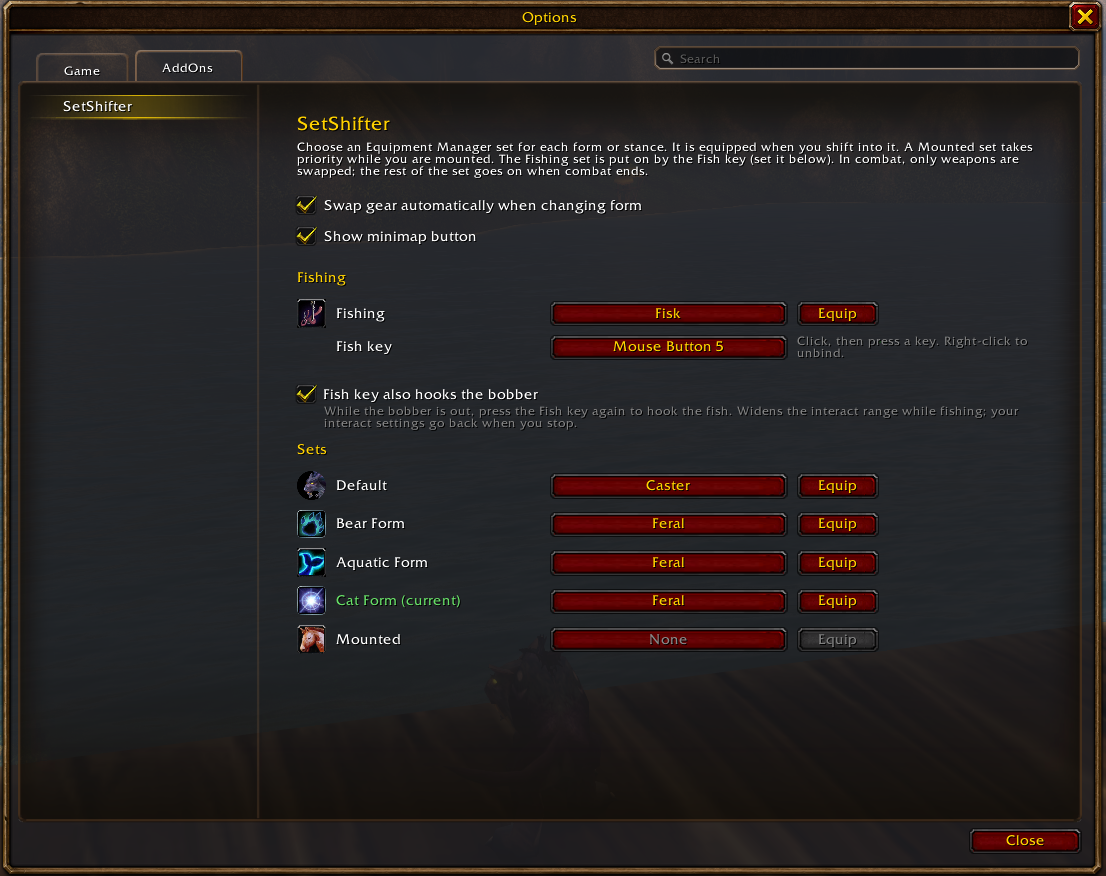 Options
Game
AddOns
Search
SetShifter
SetShifter
Choose an Equipment Manager set for each form or stance. It is equipped when you shift into it. A Mounted set takes
priority while you are mounted. The Fishing set is put on by the Fish key (set it below). In combat, only weapons are
swapped; the rest of the set goes on when combat ends.
Swap gear automatically when changing form
Show minimap button
Fishing
Fishing
Fisk
Equip
Fish key
Mouse Button 5
Click, then press a key. Right-click to
unbind.
Fish key also hooks the bobber
While the bobber is out, press the Fish key again to hook the fish. Widens the interact range while fishing; your
interact settings go back when you stop.
Sets
Default
Caster
Equip
Bear Form
Feral
Equip
Aquatic Form
Feral
Equip
Cat Form (current)
Feral
Equip
Mounted
None
Equip
Close